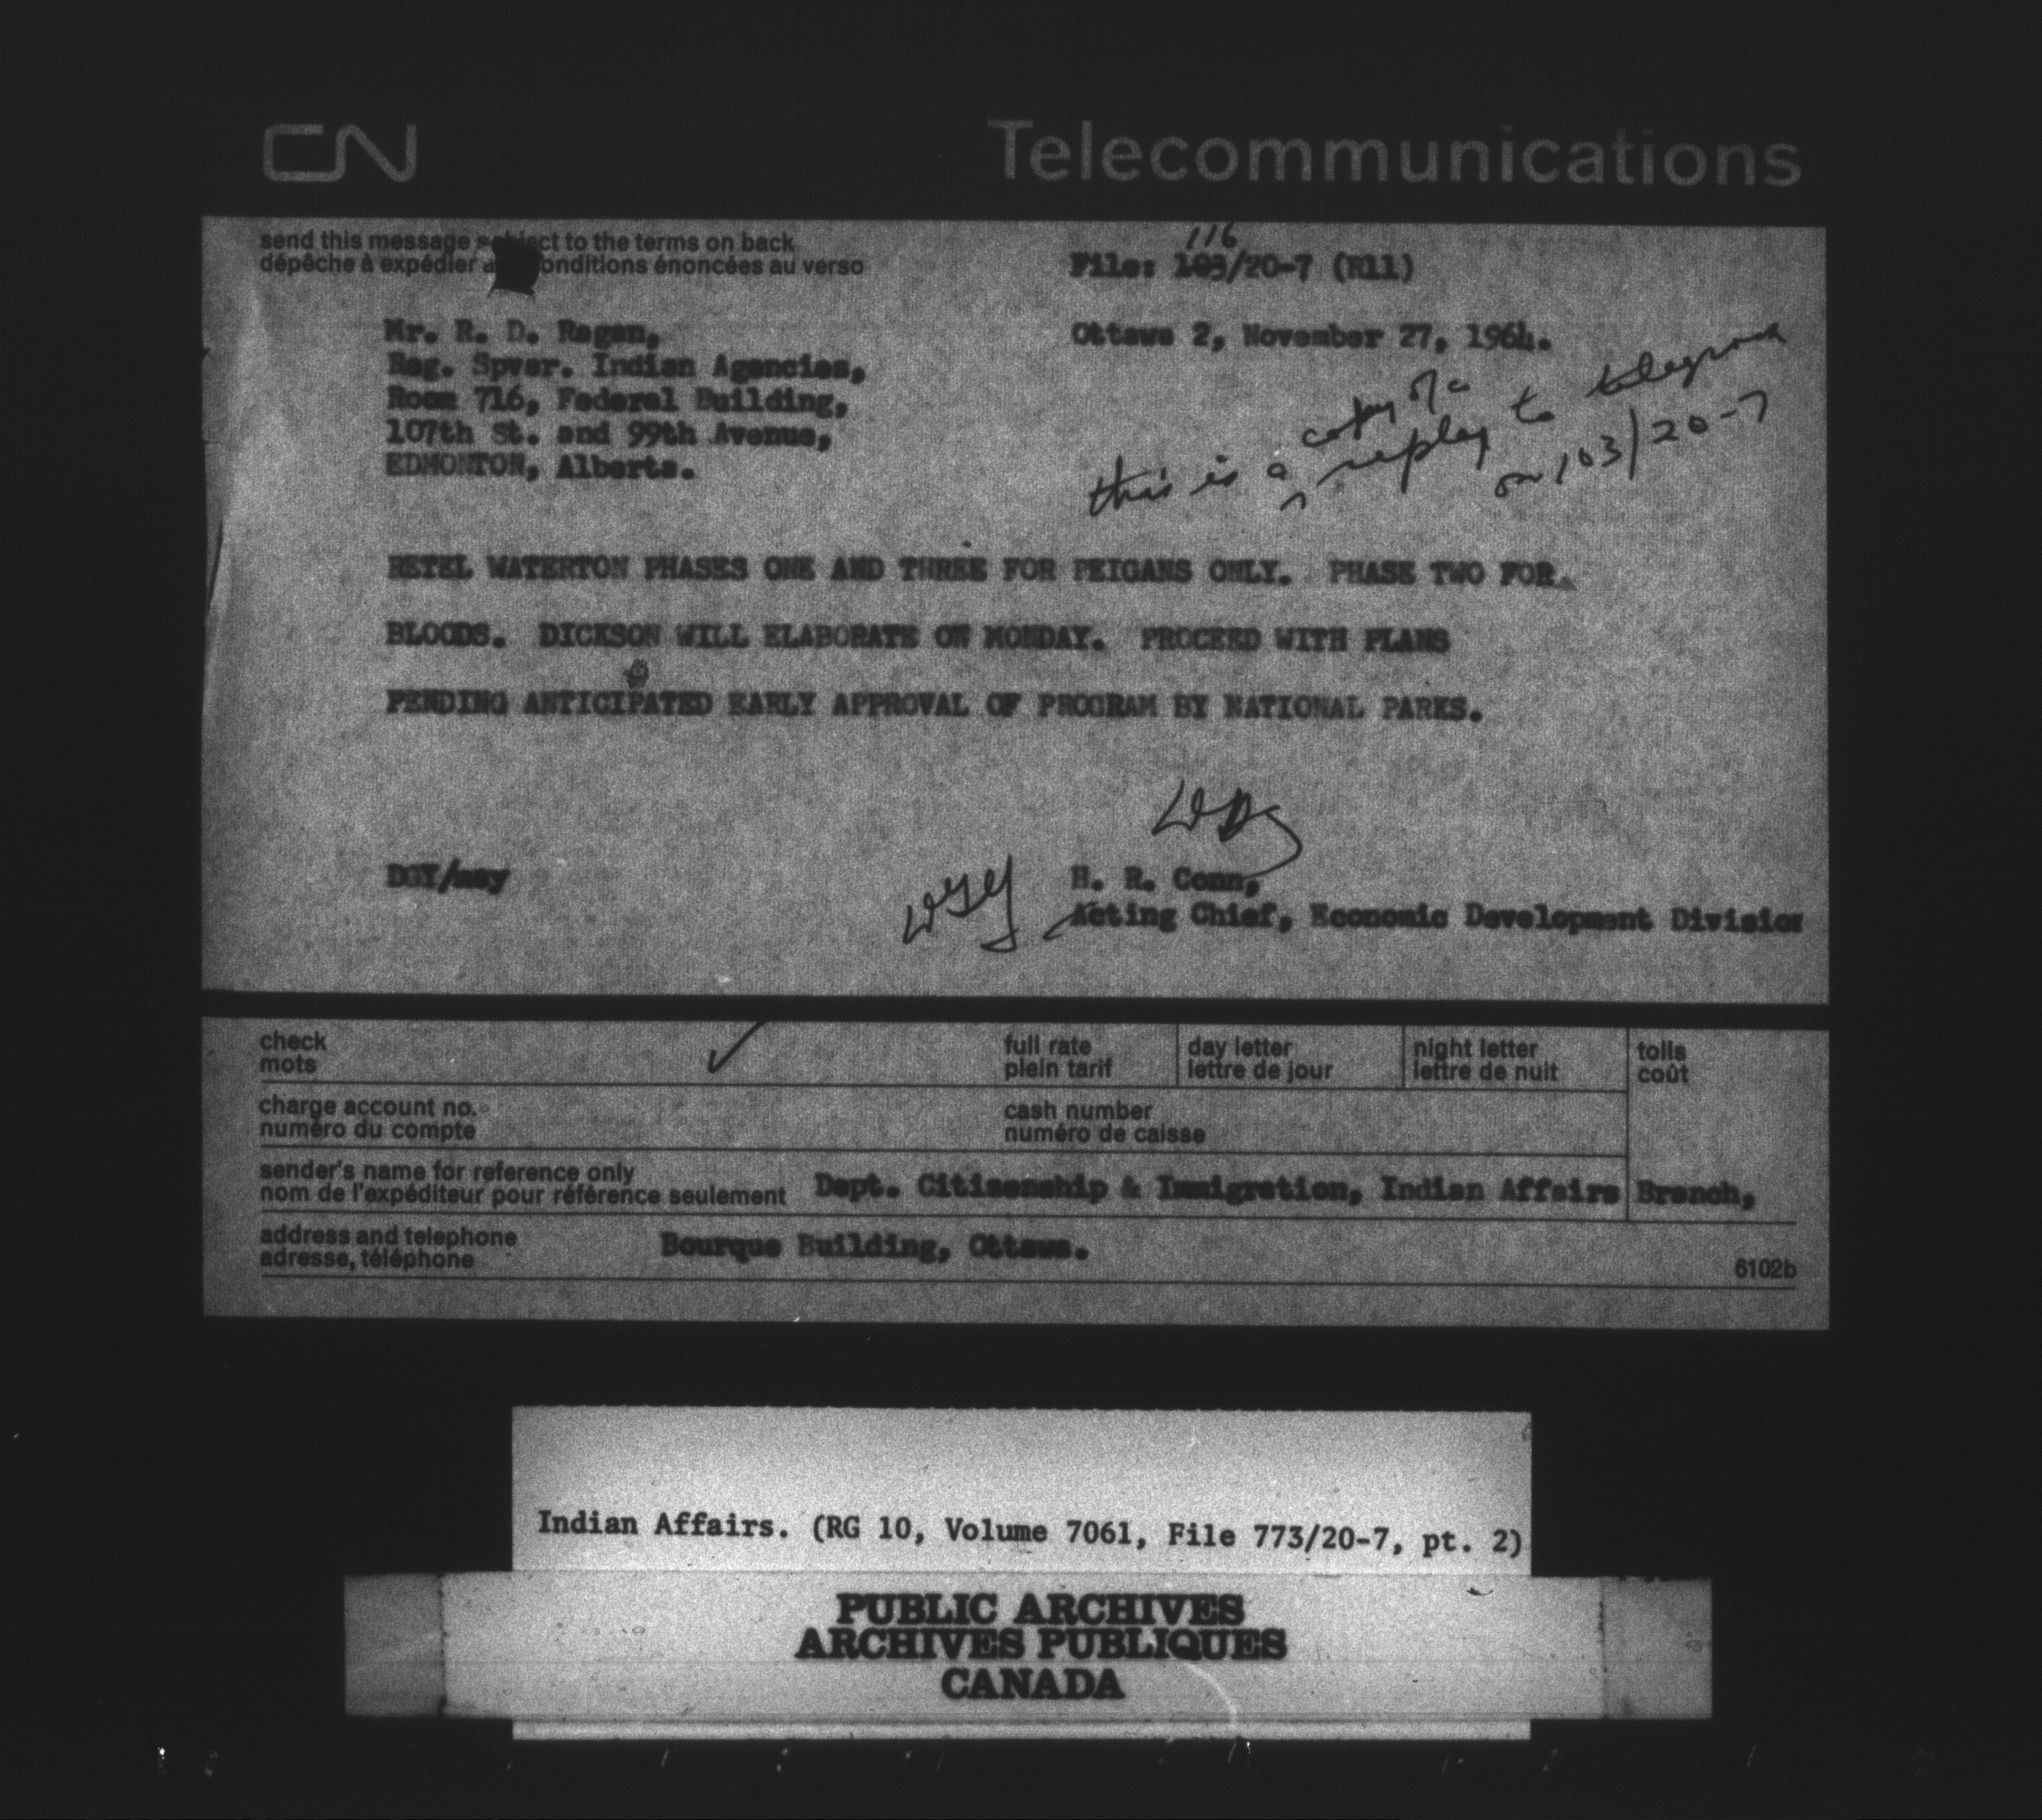 CN Telecommunications
send this message subject to the terms on back
dépêche à expédier aux conditions énoncées au verso
116
File: 103/20-7 (R11)
Mr. R. D. Ragan,
Reg. Spvsr. Indian Agencies,
Room 716, Federal Building,
107th St. and 99th Avenue,
EDMONTON, Alberta.
Ottawa 2, November 27, 1964.
copy of a
this is a ^ reply to telegram
on 103/20-7
RETEL WATERTON PHASES ONE AND THREE FOR PEIGANS ONLY. PHASE TWO FOR
BLOODS. DICKSON WILL ELABORATE ON MONDAY. PROCEED WITH PLANS
PENDING ANTICIPATED EARLY APPROVAL OF PROGRAM BY NATIONAL PARKS.
DGY/may
H. R. Conn,
Acting Chief, Economic Development Division
check
mots
full rate
plein tarif
day letter
lettre de jour
night letter
lettre de nuit
tolls
coût
charge account no.
numéro du compte
cash number
numéro de caisse
sender's name for reference only
nom de l'expéditeur pour référence seulement Dept. Citizenship & Immigration, Indian Affairs Branch,
address and telephone
adresse, téléphone
Bourque Building, Ottawa.
6102b
Indian Affairs. (RG 10, Volume 7061, File 773/20-7, pt. 2)
PUBLIC ARCHIVES
ARCHIVES PUBLIQUES
CANADA